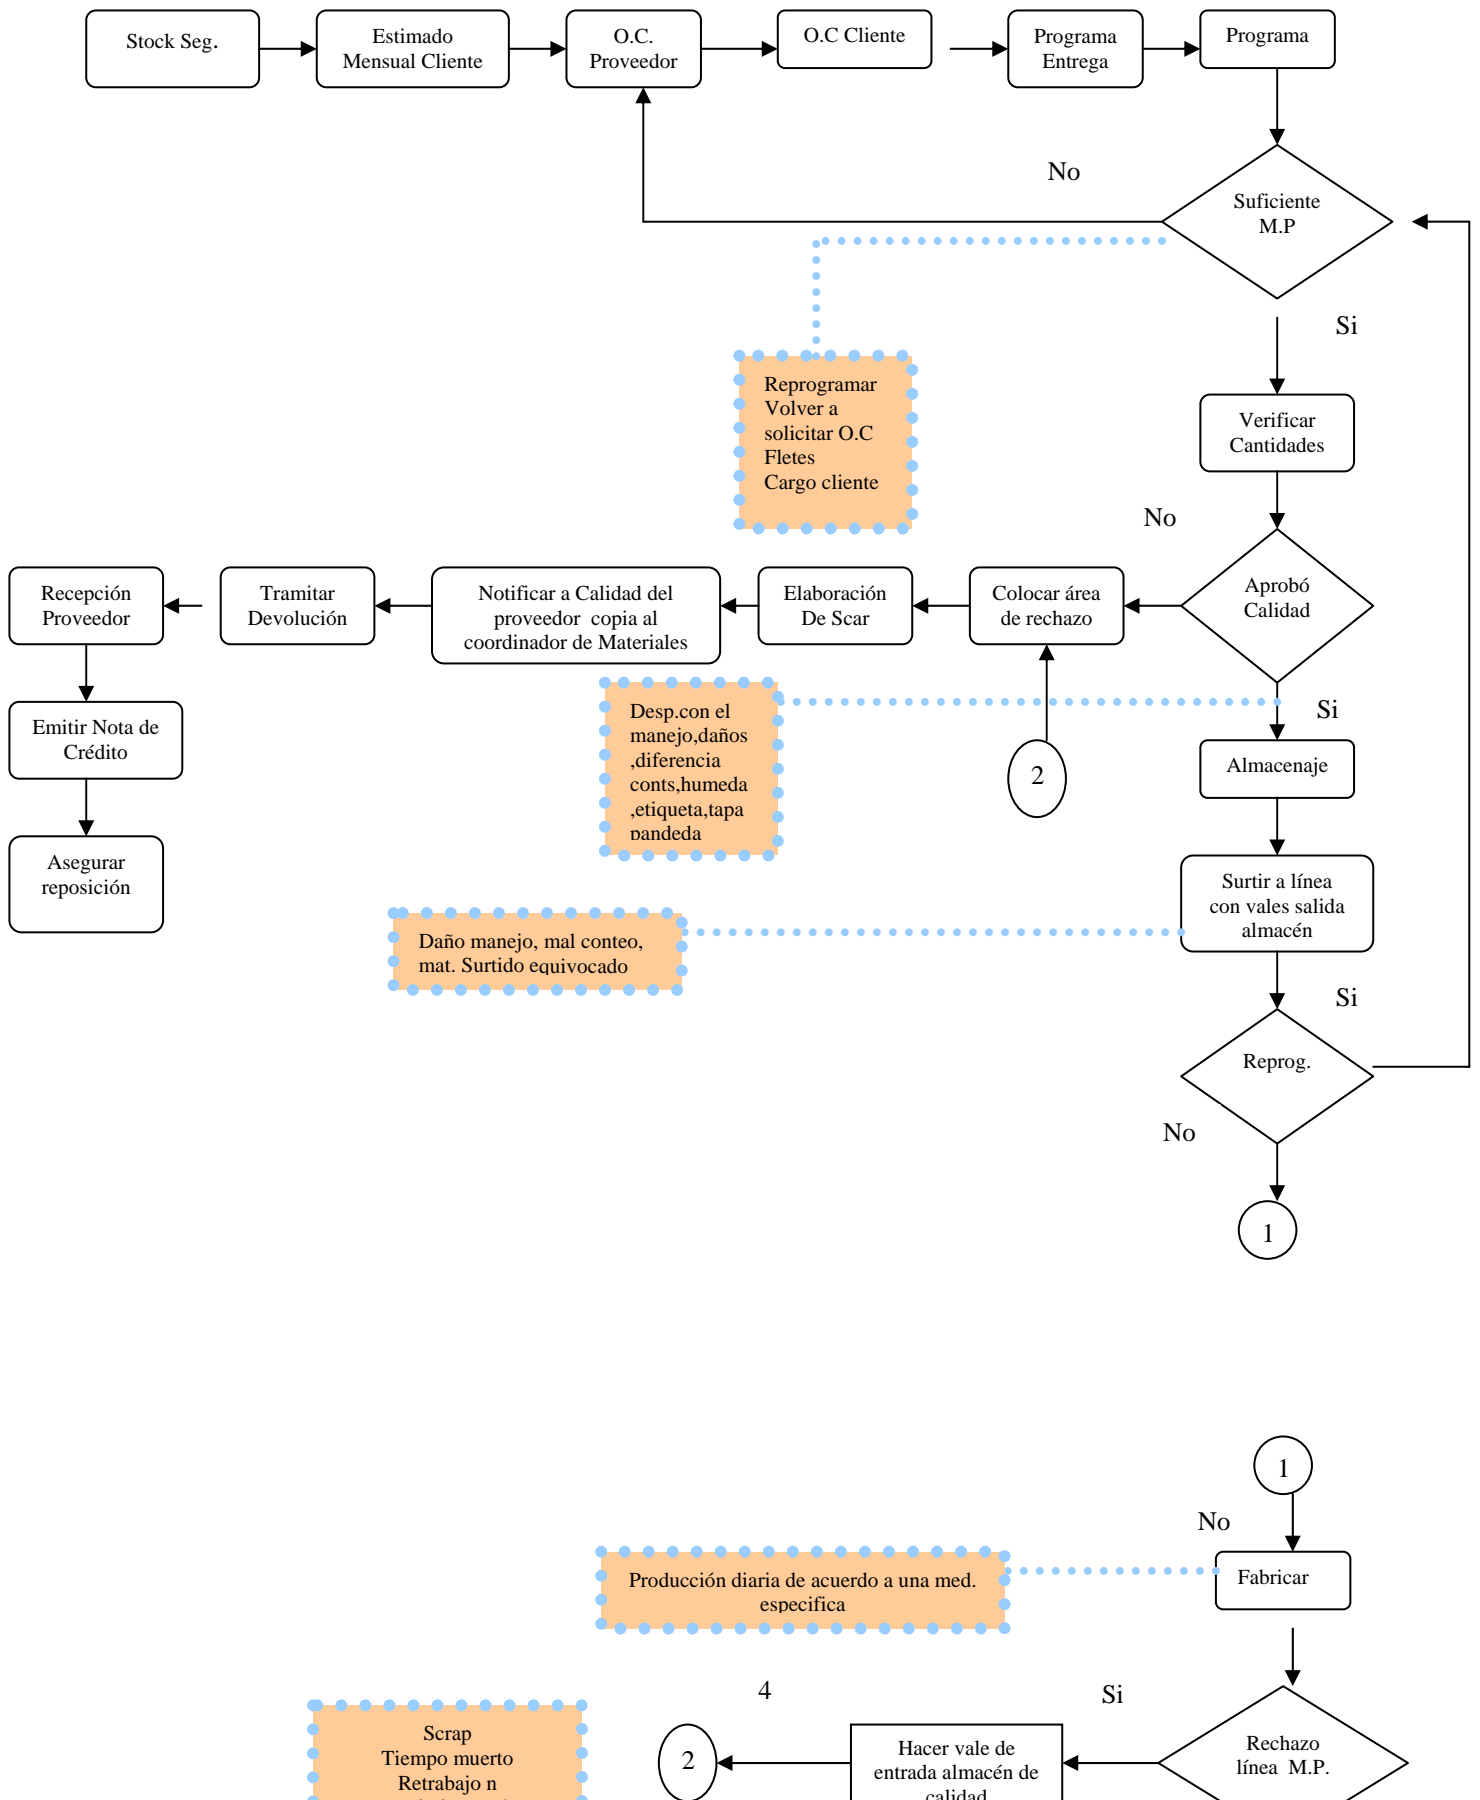 Stock Seg.
Estimado
Mensual Cliente
O.C.
Proveedor
O.C Cliente
Programa
Entrega
Programa
No
Suficiente
M.P
Si
Reprogramar
Volver a
solicitar O.C
Fletes
Cargo cliente
Verificar
Cantidades
No
Recepción
Proveedor
Tramitar
Devolución
Notificar a Calidad del
proveedor copia al
coordinador de Materiales
Elaboración
De Scar
Colocar área
de rechazo
Aprobó
Calidad
Emitir Nota de
Crédito
Desp.con el
manejo,daños
,diferencia
conts,humeda
,etiqueta,tapa
pandeda
2
Si
Almacenaje
Asegurar
reposición
Surtir a línea
con vales salida
almacén
Daño manejo, mal conteo,
mat. Surtido equivocado
Si
Reprog.
No
1
1
No
Producción diaria de acuerdo a una med.
especifica
Fabricar
4
Si
Scrap
Tiempo muerto
Retrabajo n
2
Hacer vale de
entrada almacén de
calidad
Rechazo
línea M.P.